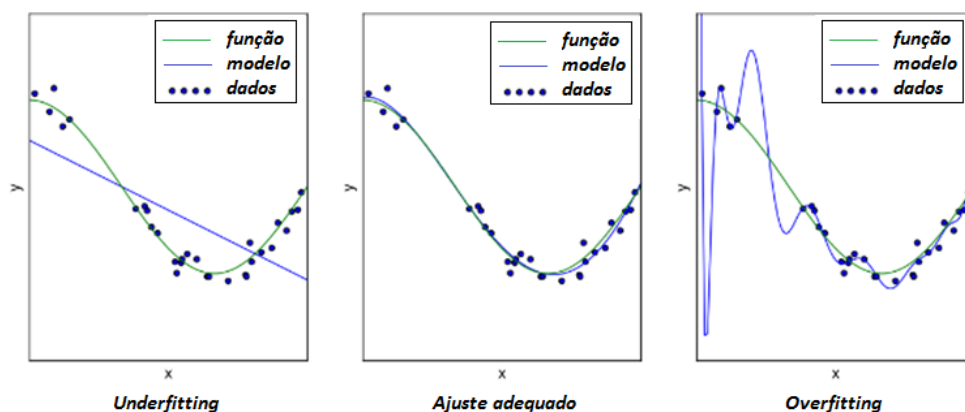 função
modelo
dados
y
x
Underfitting
função
modelo
dados
y
x
Ajuste adequado
função
modelo
dados
y
x
Overfitting